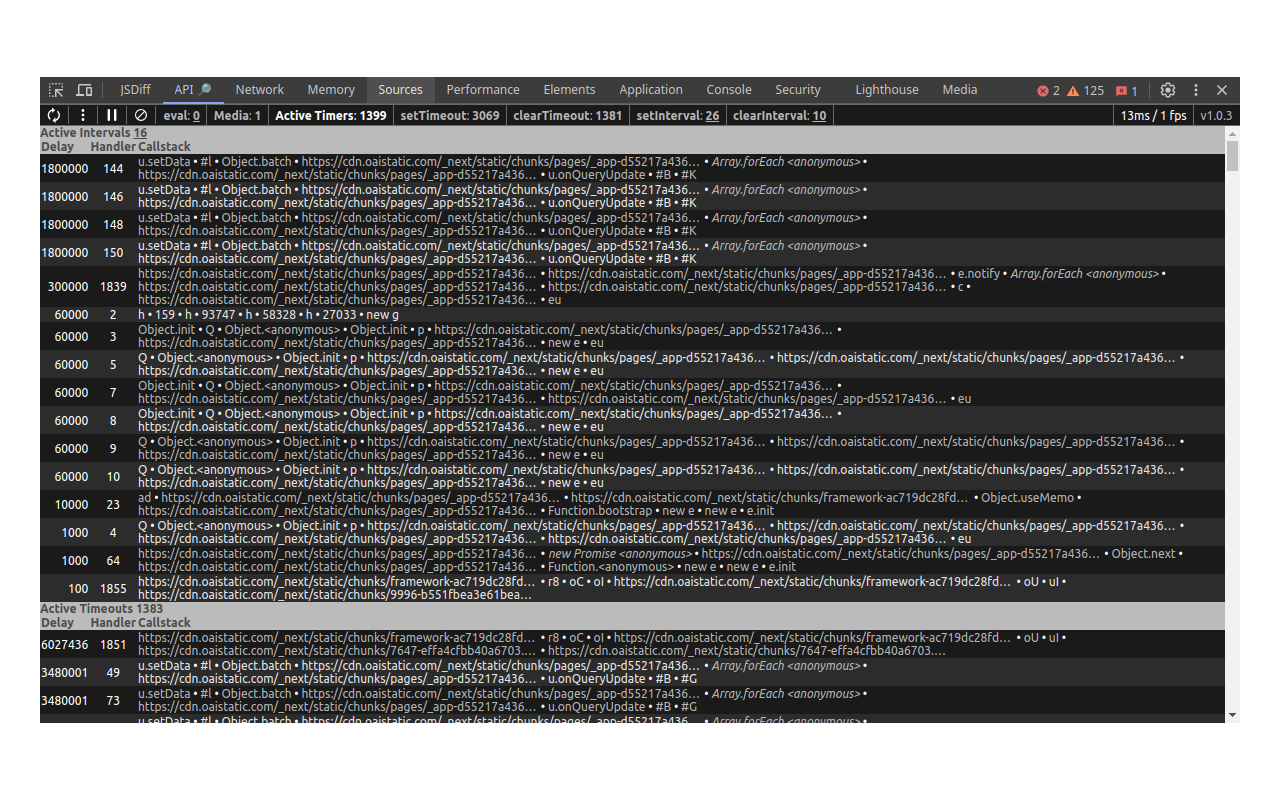 JSDiff API 🔎 Network Memory Sources Performance Elements Application Console Security Lighthouse Media 2 125 1
eval: 0 Media: 1 Active Timers: 1399 setTimeout: 3069 clearTimeout: 1381 setInterval: 26 clearInterval: 10 13ms / 1 fps v1.0.3
Active Intervals 16
Delay Handler Callstack
1800000 144 u.setData • #l • Object.batch • https://cdn.oaistatic.com/_next/static/chunks/pages/_app-d55217a436… • Array.forEach <anonymous> •
https://cdn.oaistatic.com/_next/static/chunks/pages/_app-d55217a436… • u.onQueryUpdate • #B • #K
1800000 146 u.setData • #l • Object.batch • https://cdn.oaistatic.com/_next/static/chunks/pages/_app-d55217a436… • Array.forEach <anonymous> •
https://cdn.oaistatic.com/_next/static/chunks/pages/_app-d55217a436… • u.onQueryUpdate • #B • #K
1800000 148 u.setData • #l • Object.batch • https://cdn.oaistatic.com/_next/static/chunks/pages/_app-d55217a436… • Array.forEach <anonymous> •
https://cdn.oaistatic.com/_next/static/chunks/pages/_app-d55217a436… • u.onQueryUpdate • #B • #K
1800000 150 u.setData • #l • Object.batch • https://cdn.oaistatic.com/_next/static/chunks/pages/_app-d55217a436… • Array.forEach <anonymous> •
https://cdn.oaistatic.com/_next/static/chunks/pages/_app-d55217a436… • u.onQueryUpdate • #B • #K
https://cdn.oaistatic.com/_next/static/chunks/pages/_app-d55217a436… • https://cdn.oaistatic.com/_next/static/chunks/pages/_app-d55217a436… • e.notify • Array.forEach <anonymous> •
300000 1839 https://cdn.oaistatic.com/_next/static/chunks/pages/_app-d55217a436… • https://cdn.oaistatic.com/_next/static/chunks/pages/_app-d55217a436… • c •
https://cdn.oaistatic.com/_next/static/chunks/pages/_app-d55217a436… • eu
60000 2 h • 159 • h • 93747 • h • 58328 • h • 27033 • new g
60000 3 Object.init • Q • Object.<anonymous> • Object.init • p • https://cdn.oaistatic.com/_next/static/chunks/pages/_app-d55217a436… •
https://cdn.oaistatic.com/_next/static/chunks/pages/_app-d55217a436… • new e • eu
60000 5 Q • Object.<anonymous> • Object.init • p • https://cdn.oaistatic.com/_next/static/chunks/pages/_app-d55217a436… • https://cdn.oaistatic.com/_next/static/chunks/pages/_app-d55217a436… •
https://cdn.oaistatic.com/_next/static/chunks/pages/_app-d55217a436… • new e • eu
60000 7 Object.init • Q • Object.<anonymous> • Object.init • p • https://cdn.oaistatic.com/_next/static/chunks/pages/_app-d55217a436… •
https://cdn.oaistatic.com/_next/static/chunks/pages/_app-d55217a436… • https://cdn.oaistatic.com/_next/static/chunks/pages/_app-d55217a436… • eu
60000 8 Object.init • Q • Object.<anonymous> • Object.init • p • https://cdn.oaistatic.com/_next/static/chunks/pages/_app-d55217a436… •
https://cdn.oaistatic.com/_next/static/chunks/pages/_app-d55217a436… • new e • eu
60000 9 Q • Object.<anonymous> • Object.init • p • https://cdn.oaistatic.com/_next/static/chunks/pages/_app-d55217a436… • https://cdn.oaistatic.com/_next/static/chunks/pages/_app-d55217a436… •
https://cdn.oaistatic.com/_next/static/chunks/pages/_app-d55217a436… • new e • eu
60000 10 Q • Object.<anonymous> • Object.init • p • https://cdn.oaistatic.com/_next/static/chunks/pages/_app-d55217a436… • https://cdn.oaistatic.com/_next/static/chunks/pages/_app-d55217a436… •
https://cdn.oaistatic.com/_next/static/chunks/pages/_app-d55217a436… • new e • eu
10000 23 ad • https://cdn.oaistatic.com/_next/static/chunks/pages/_app-d55217a436… • https://cdn.oaistatic.com/_next/static/chunks/framework-ac719dc28fd… • Object.useMemo •
https://cdn.oaistatic.com/_next/static/chunks/pages/_app-d55217a436… • Function.bootstrap • new e • new e • e.init
1000 4 Q • Object.<anonymous> • Object.init • p • https://cdn.oaistatic.com/_next/static/chunks/pages/_app-d55217a436… • https://cdn.oaistatic.com/_next/static/chunks/pages/_app-d55217a436… •
https://cdn.oaistatic.com/_next/static/chunks/pages/_app-d55217a436… • https://cdn.oaistatic.com/_next/static/chunks/pages/_app-d55217a436… • eu
1000 64 https://cdn.oaistatic.com/_next/static/chunks/pages/_app-d55217a436… • new Promise <anonymous> • https://cdn.oaistatic.com/_next/static/chunks/pages/_app-d55217a436… • Object.next •
https://cdn.oaistatic.com/_next/static/chunks/pages/_app-d55217a436… • Function.<anonymous> • new e • new e • e.init
100 1855 https://cdn.oaistatic.com/_next/static/chunks/framework-ac719dc28fd… • r8 • oC • oI • https://cdn.oaistatic.com/_next/static/chunks/framework-ac719dc28fd… • oU • uI •
https://cdn.oaistatic.com/_next/static/chunks/9996-b551fbea3e61bea…
Active Timeouts 1383
Delay Handler Callstack
6027436 1851 https://cdn.oaistatic.com/_next/static/chunks/framework-ac719dc28fd… • r8 • oC • oI • https://cdn.oaistatic.com/_next/static/chunks/framework-ac719dc28fd… • oU • uI •
https://cdn.oaistatic.com/_next/static/chunks/7647-effa4cfbb40a6703.… • https://cdn.oaistatic.com/_next/static/chunks/7647-effa4cfbb40a6703.…
3480001 49 u.setData • #l • Object.batch • https://cdn.oaistatic.com/_next/static/chunks/pages/_app-d55217a436… • Array.forEach <anonymous> •
https://cdn.oaistatic.com/_next/static/chunks/pages/_app-d55217a436… • u.onQueryUpdate • #B • #G
3480001 73 u.setData • #l • Object.batch • https://cdn.oaistatic.com/_next/static/chunks/pages/_app-d55217a436… • Array.forEach <anonymous> •
https://cdn.oaistatic.com/_next/static/chunks/pages/_app-d55217a436… • u.onQueryUpdate • #B • #G
u.setData • #l • Object.batch • https://cdn.oaistatic.com/_next/static/chunks/pages/_app-d55217a436… • Array.forEach <anonymous> •